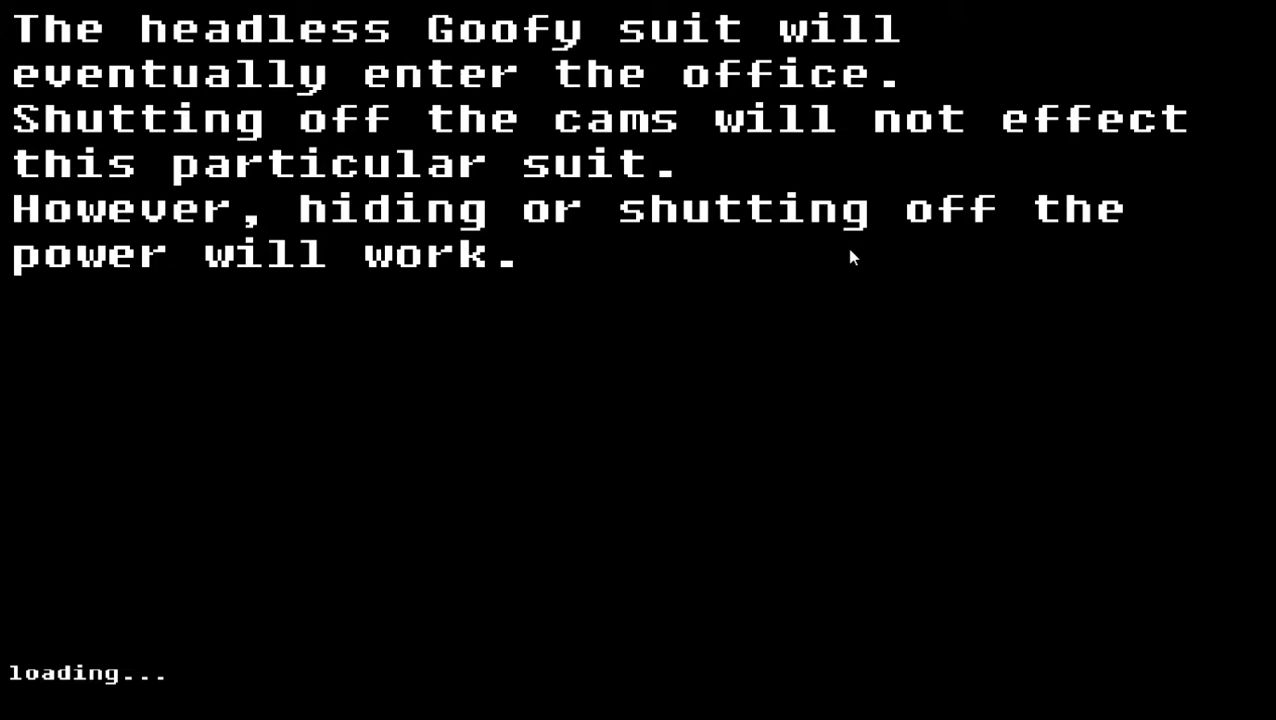 The headless Goofy suit will
eventually enter the office.
Shutting off the cams will not effect
this particular suit.
However, hiding or shutting off the
power will work.
loading...